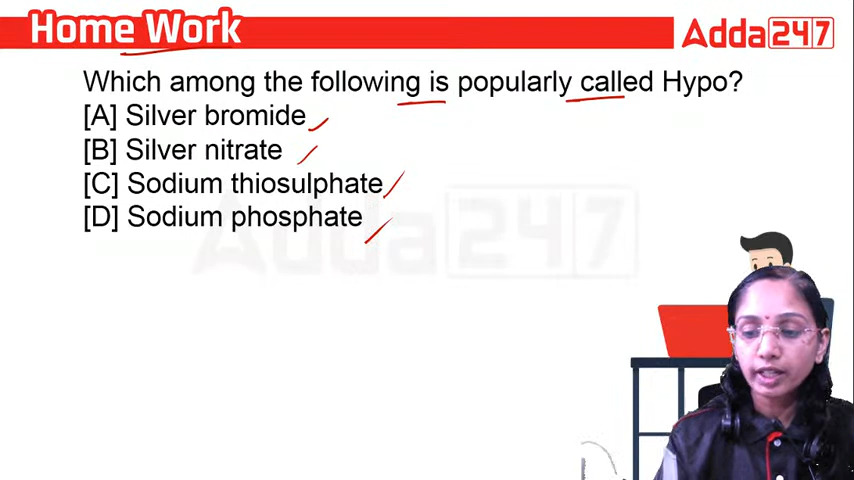 Home Work
Adda247
Which among the following is popularly called Hypo?
[A] Silver bromide
[B] Silver nitrate
[C] Sodium thiosulphate
[D] Sodium phosphate
Adda247